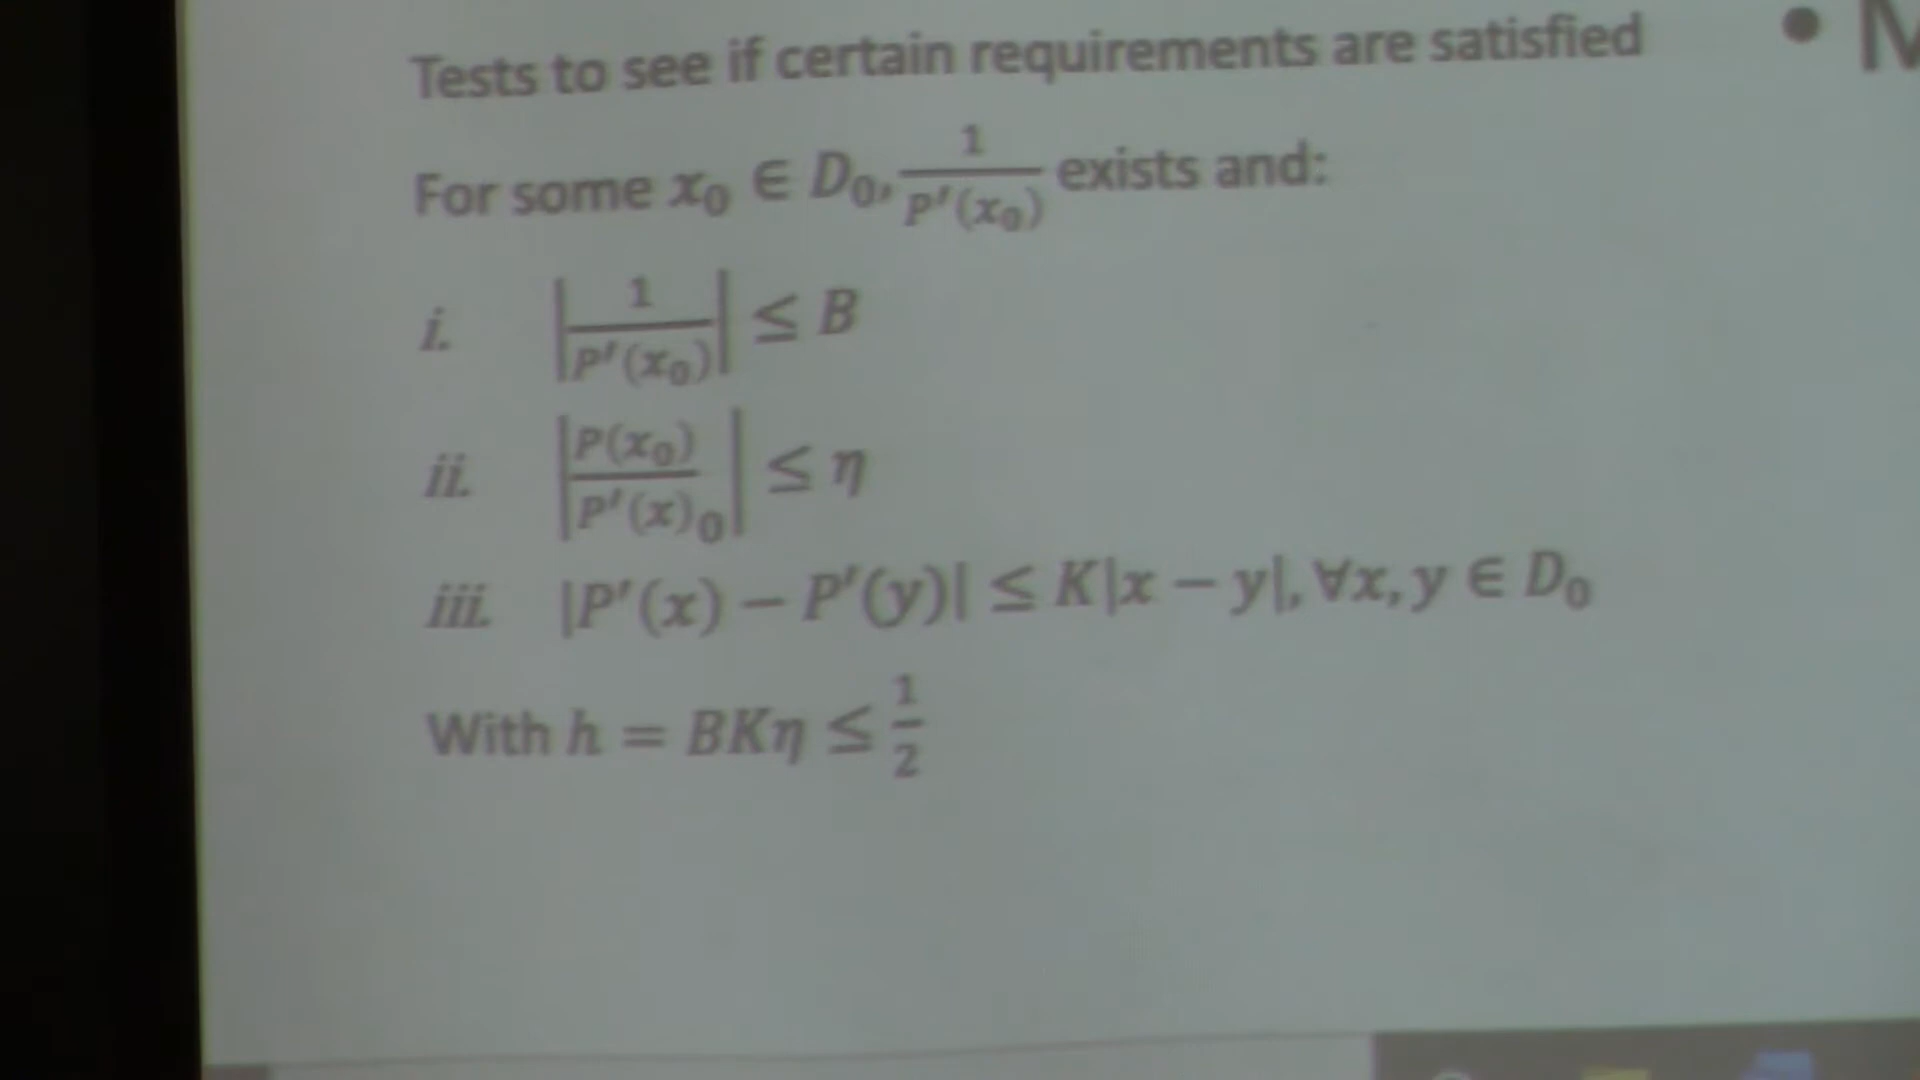 Tests to see if certain requirements are satisfied
For some x₀ ∈ D₀, 1/P′(x₀) exists and:
i. |1/P′(x₀)| ≤ B
ii. |P(x₀)/P′(x)₀| ≤ η
iii. |P′(x) − P′(y)| ≤ K|x − y|, ∀x, y ∈ D₀
With h = BKη ≤ 1/2